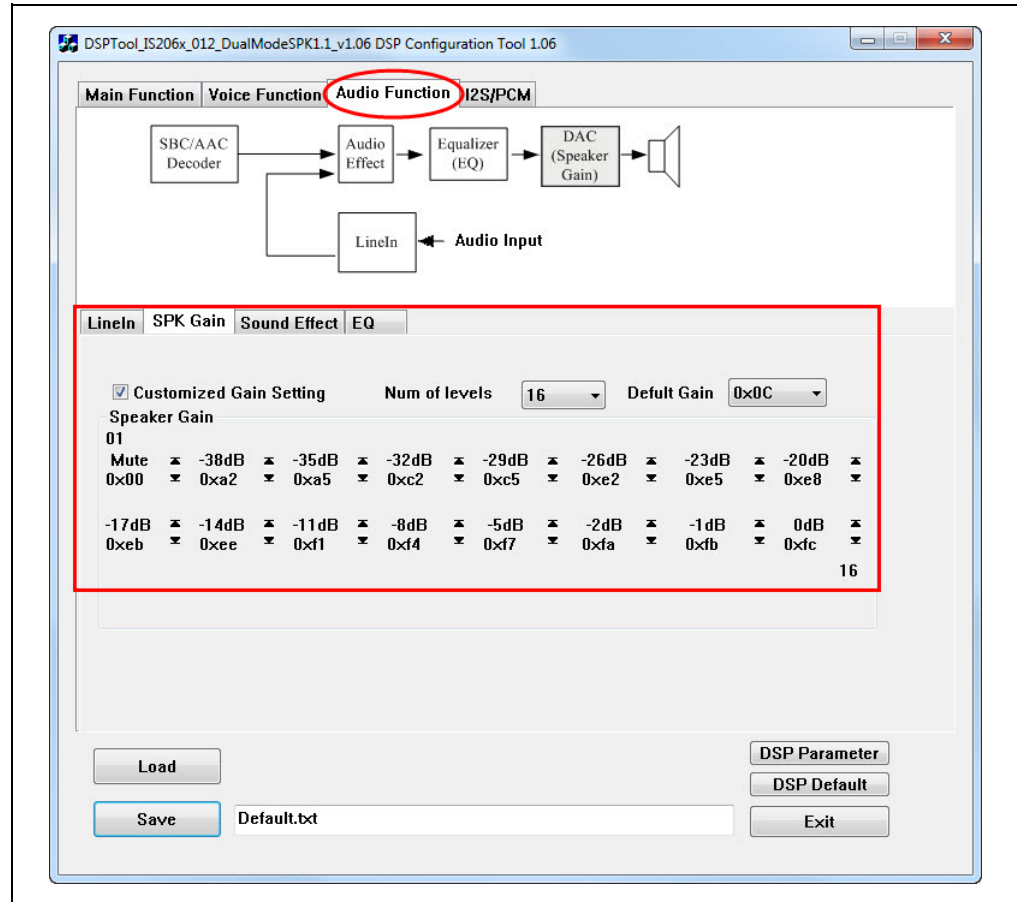 DSPTool_IS206x_012_DualModeSPK1.1_v1.06 DSP Configuration Tool 1.06
Main Function Voice Function Audio Function I2S/PCM
SBC/AAC
Decoder
Audio
Effect
Equalizer
(EQ)
DAC
(Speaker
Gain)
LineIn
Audio Input
LineIn SPK Gain Sound Effect EQ
Customized Gain Setting Num of levels 16 Defult Gain 0x0C
Speaker Gain
01
Mute -38dB -35dB -32dB -29dB -26dB -23dB -20dB
0x00 0xa2 0xa5 0xc2 0xc5 0xe2 0xe5 0xe8
-17dB -14dB -11dB -8dB -5dB -2dB -1dB 0dB
0xeb 0xee 0xf1 0xf4 0xf7 0xfa 0xfb 0xfc
16
Load
DSP Parameter
DSP Default
Save Default.txt Exit